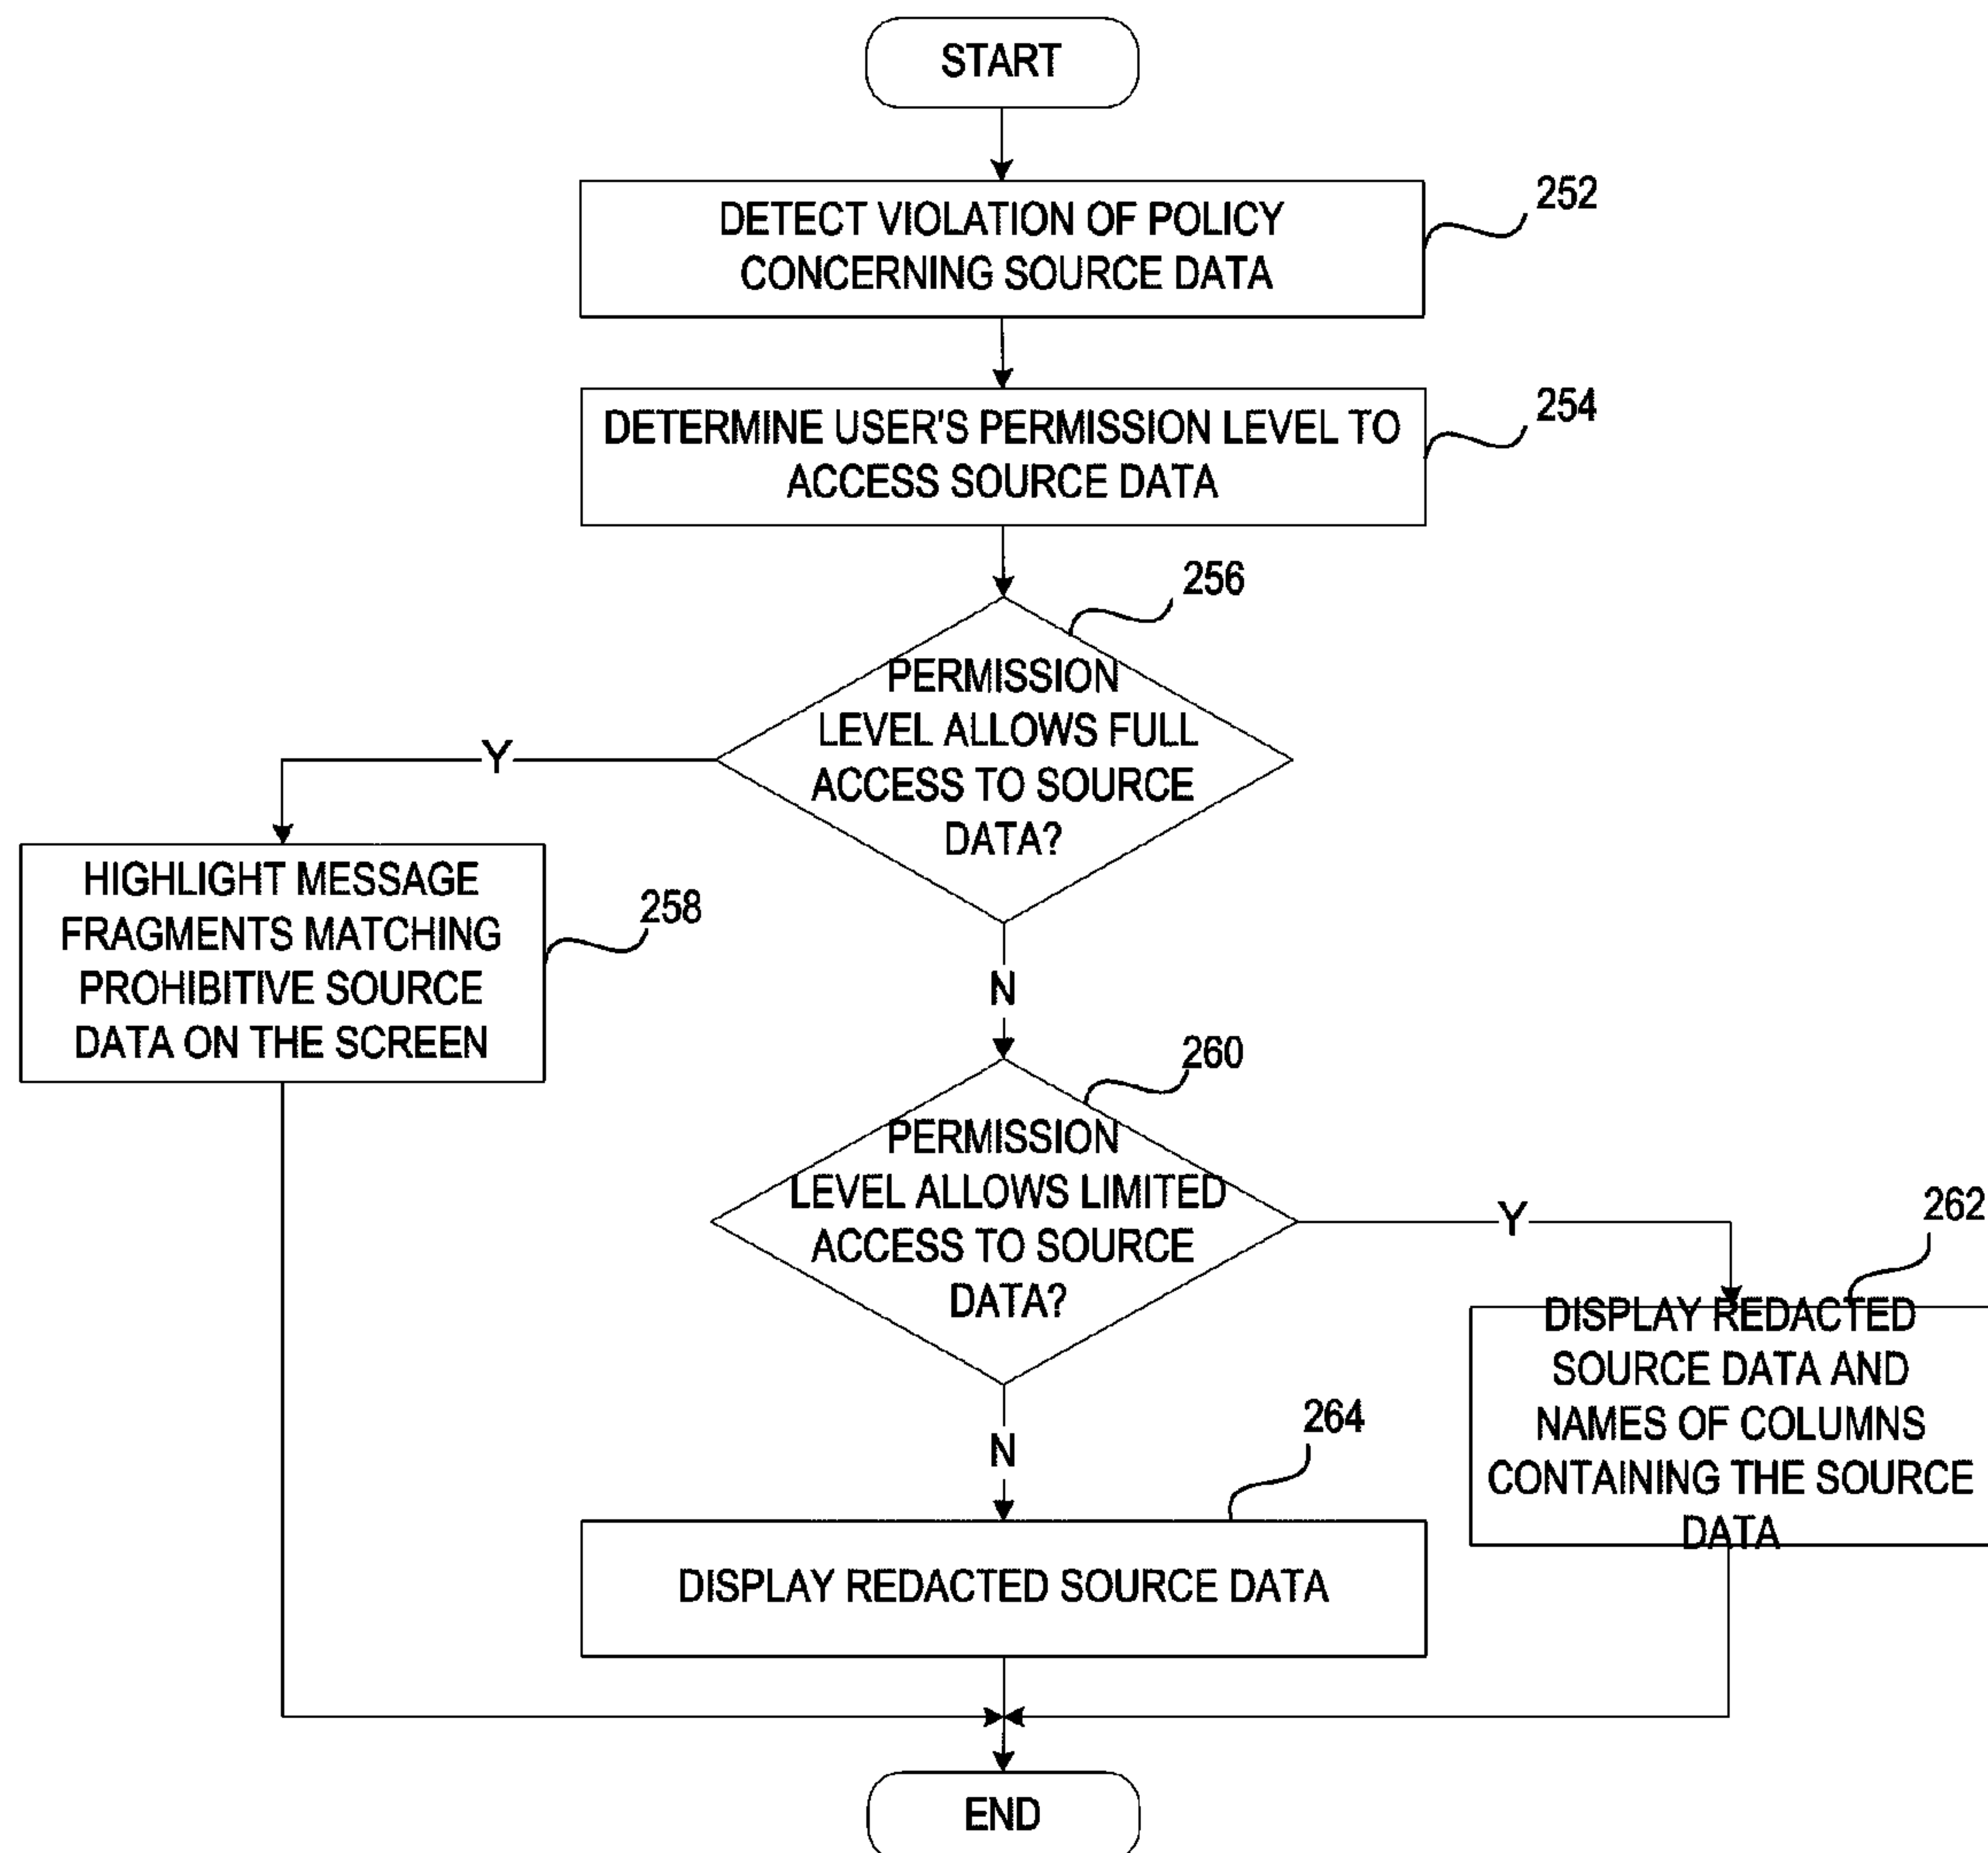 START
252
DETECT VIOLATION OF POLICY
CONCERNING SOURCE DATA
254
DETERMINE USER'S PERMISSION LEVEL TO
ACCESS SOURCE DATA
256
PERMISSION
LEVEL ALLOWS FULL
ACCESS TO SOURCE
DATA?
Y
HIGHLIGHT MESSAGE
FRAGMENTS MATCHING
PROHIBITIVE SOURCE
DATA ON THE SCREEN
258
N
260
PERMISSION
LEVEL ALLOWS LIMITED
ACCESS TO SOURCE
DATA?
Y
262
DISPLAY REDACTED
SOURCE DATA AND
NAMES OF COLUMNS
CONTAINING THE SOURCE
DATA
N
264
DISPLAY REDACTED SOURCE DATA
END